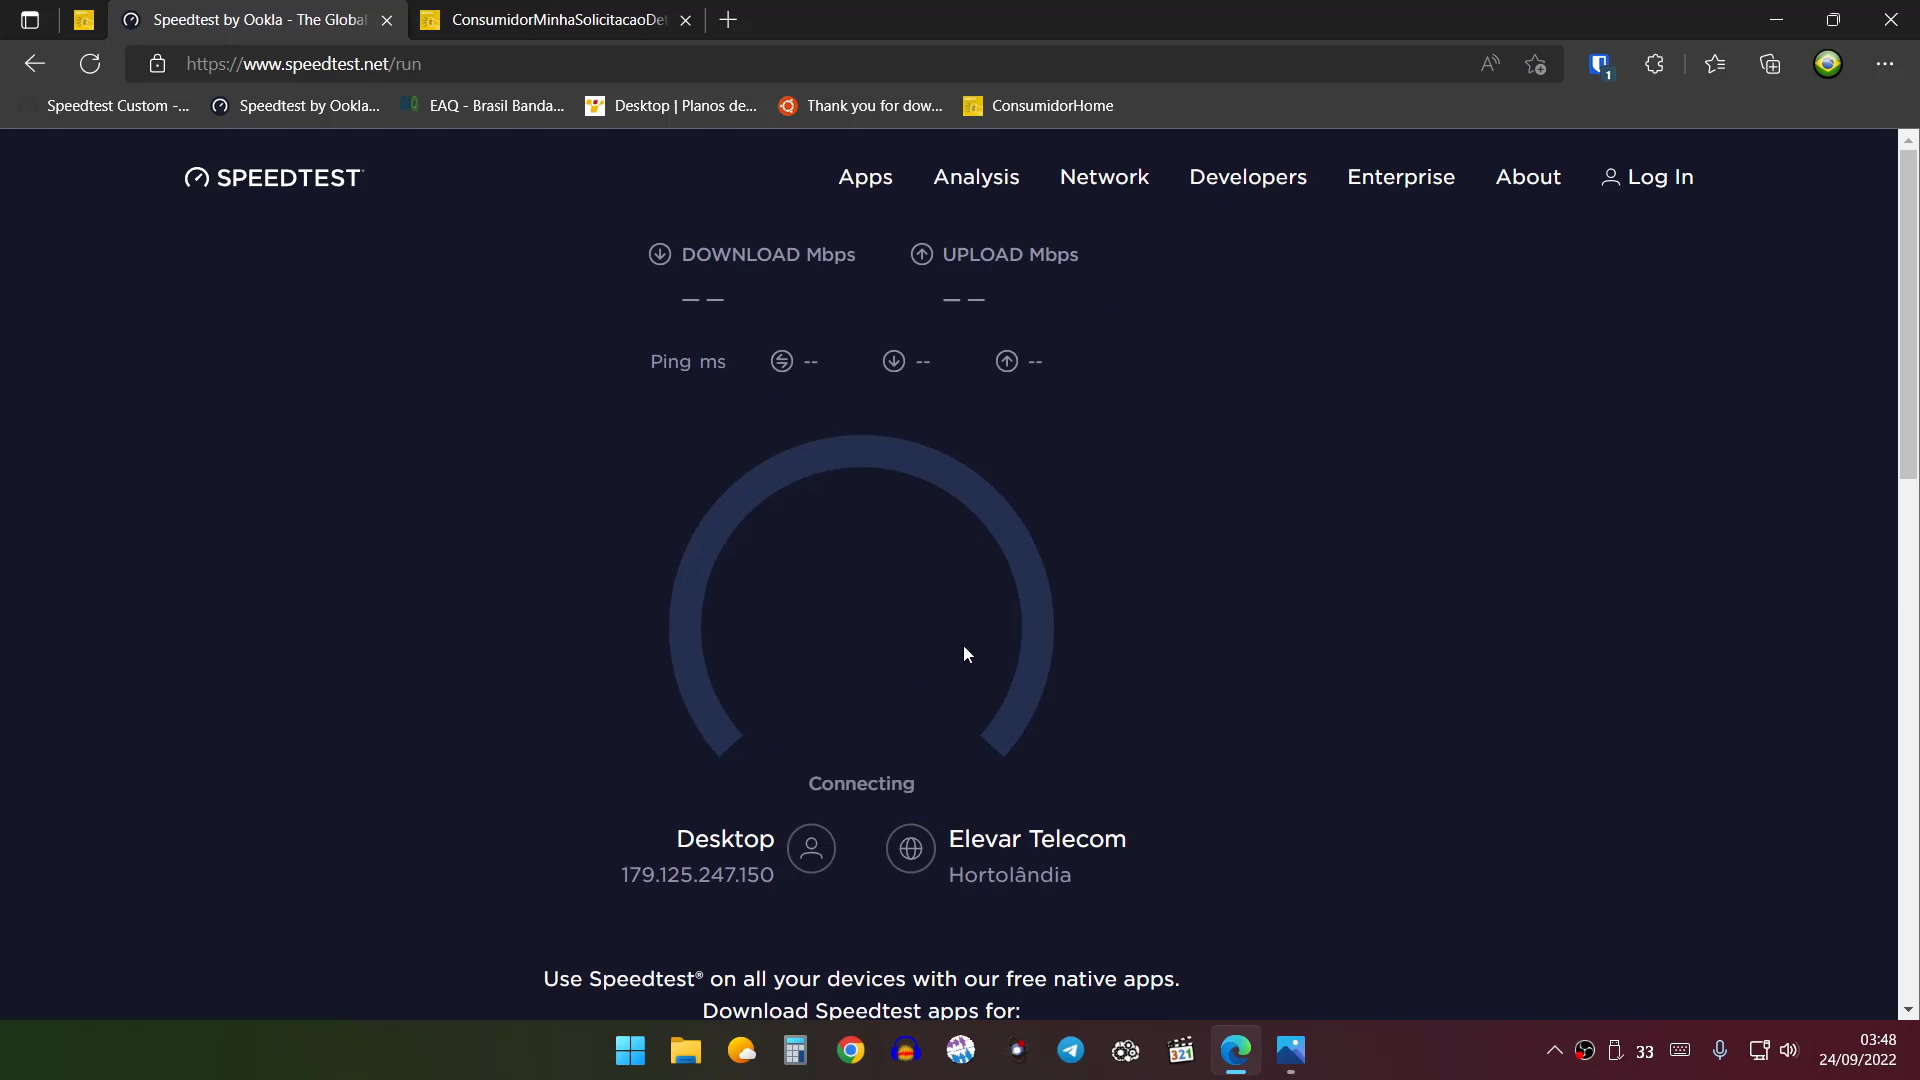 Speedtest by Ookla - The Global
ConsumidorMinhaSolicitacaoDet
https://www.speedtest.net/run
1
Speedtest Custom -...
Speedtest by Ookla...
EAQ - Brasil Banda...
Desktop | Planos de...
Thank you for dow...
ConsumidorHome
SPEEDTEST
Apps
Analysis
Network
Developers
Enterprise
About
Log In
DOWNLOAD Mbps
UPLOAD Mbps
— —
— —
Ping ms
--
--
--
Connecting
Desktop
179.125.247.150
Elevar Telecom
Hortolândia
Use Speedtest® on all your devices with our free native apps.
Download Speedtest apps for:
321
33
03:48
24/09/2022